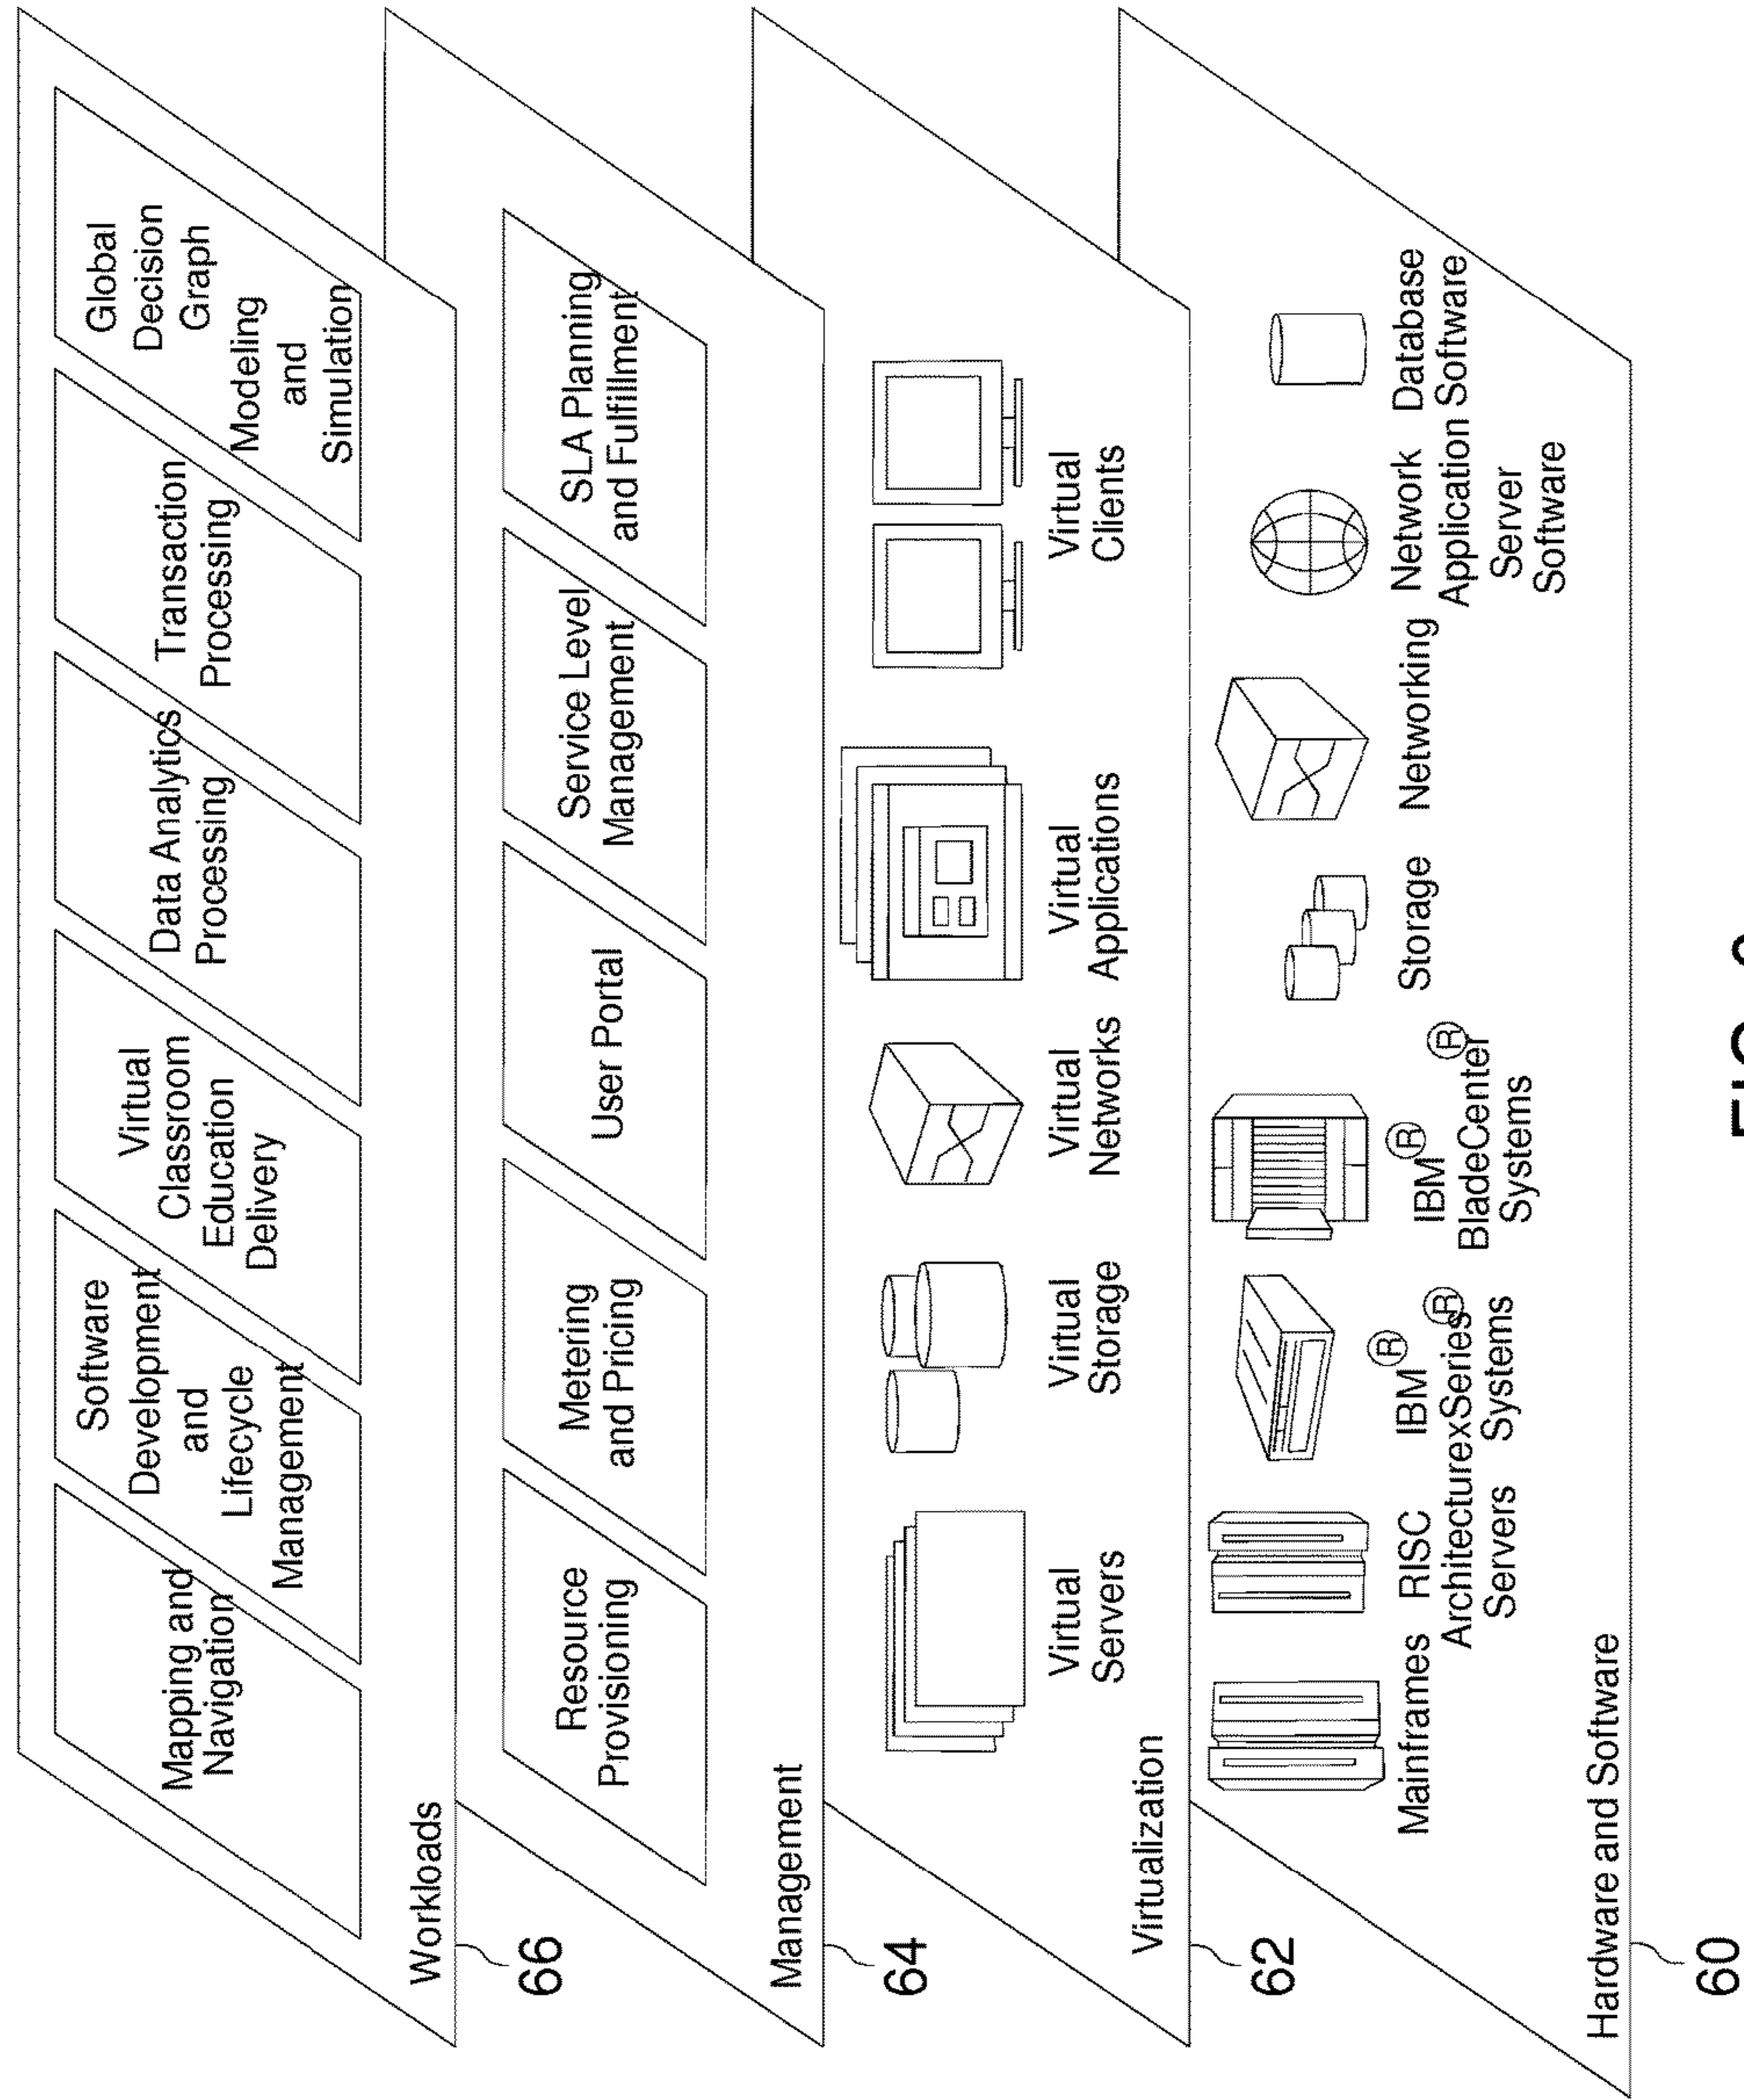 Mapping and
Navigation
Software
Development
and
Lifecycle
Management
Virtual
Classroom
Education
Delivery
Data Analytics
Processing
Transaction
Processing
Global
Decision
Graph
Modeling
and
Simulation
Workloads
66
Resource
Provisioning
Metering
and Pricing
User Portal
Service Level
Management
SLA Planning
and Fulfillment
Management
64
Virtual
Servers
Virtual
Storage
Virtual
Networks
Virtual
Applications
Virtual
Clients
Virtualization
62
Mainframes
RISC
Architecture
Servers
IBM®
xSeries®
Systems
IBM®
BladeCenter®
Systems
Storage
Networking
Network
Application
Server
Software
Database
Software
Hardware and Software
60